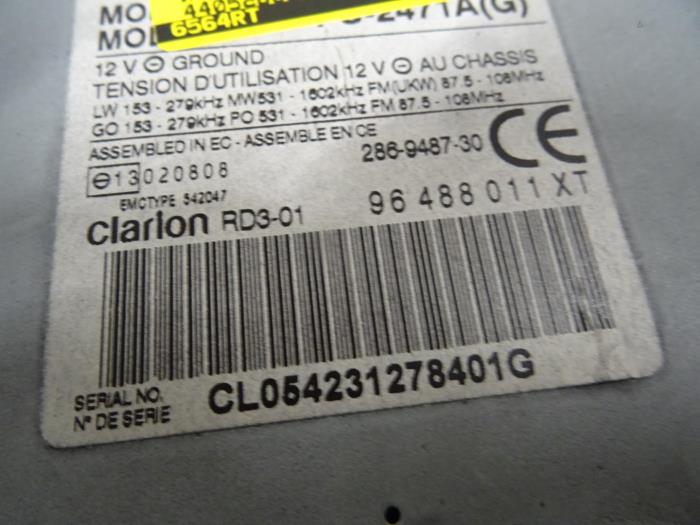 6564RT
12 V ⊖ GROUND
TENSION D'UTILISATION 12 V ⊖ AU CHASSIS
LW 153 - 279kHz MW531 - 1602kHz FM(UKW) 87.5 - 108MHz
GO 153 - 279kHz PO 531 - 1602kHz FM 87.5 - 108MHz
ASSEMBLED IN EC - ASSEMBLE EN CE
286-9487-30 CE
⊖13 020808
EMCTYPE 542047
clarion RD3-01 96 488 011 XT
SERIAL NO.
N° DE SERIE
CL054231278401G